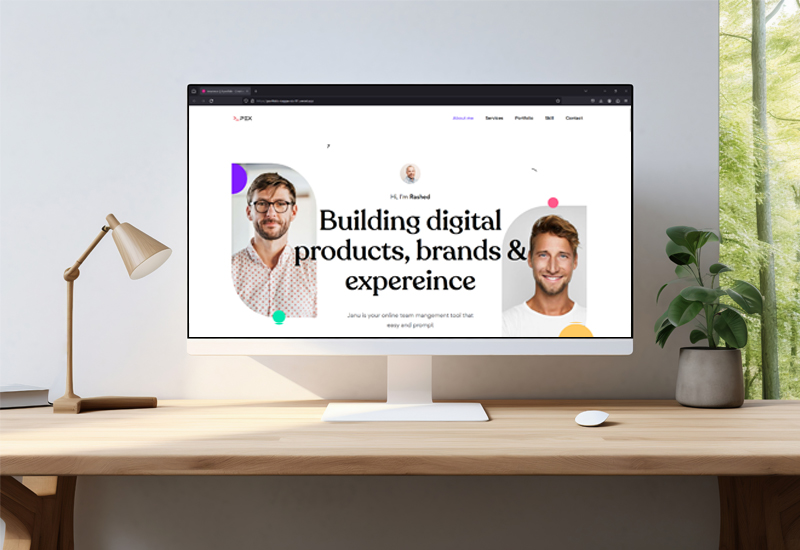 PEX
About me Services Portfolio Skill Contact
Hi, I'm Rashed
Building digital
products, brands &
expereince
Janu is your online team mangement tool that
easy and prompt.